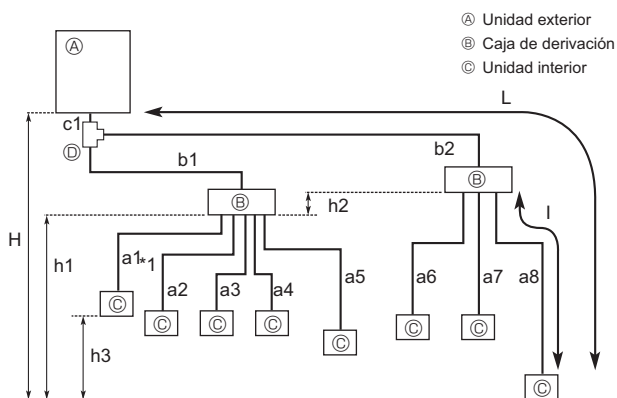 Ⓐ Unidad exterior
Ⓑ Caja de derivación
Ⓒ Unidad interior
Ⓐ
L
c1
Ⓓ
b1
b2
Ⓑ
Ⓑ
h2
H
h1
l
a1*1
a2
a3
a4
a5
a6
a7
a8
Ⓒ
h3
Ⓒ
Ⓒ
Ⓒ
Ⓒ
Ⓒ
Ⓒ
Ⓒ